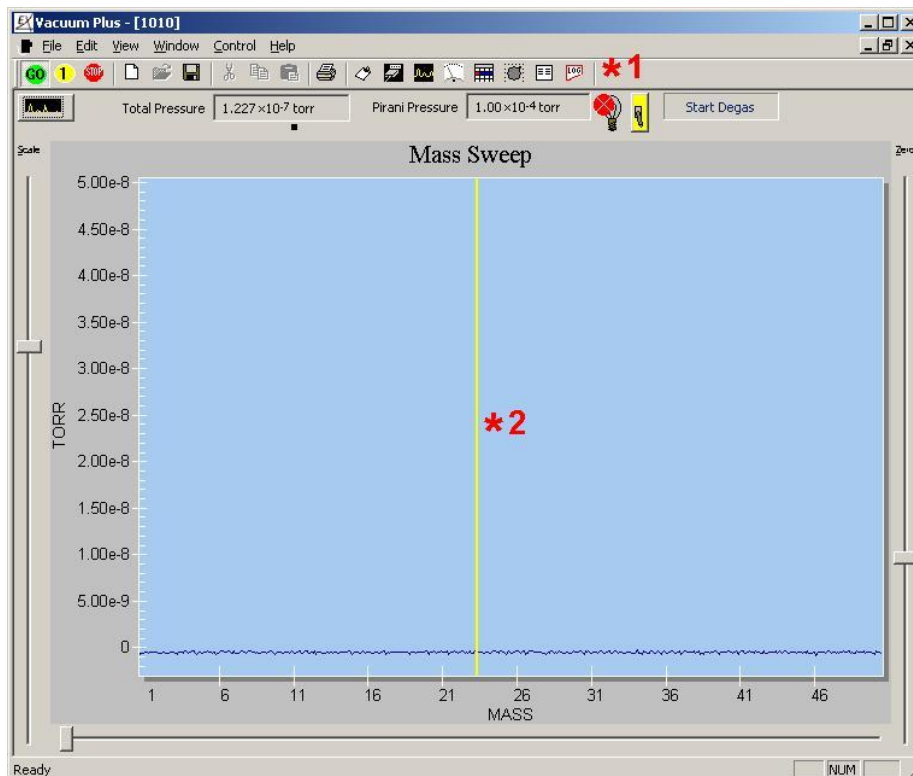 Vacuum Plus - [1010]
File Edit View Window Control Help
GO 1 STOP LOG *1
Total Pressure 1.227×10-7 torr Pirani Pressure 1.00×10-4 torr Start Degas
Scale
Zero
Mass Sweep
5.00e-8
4.50e-8
4.00e-8
3.50e-8
3.00e-8
2.50e-8
2.00e-8
1.50e-8
1.00e-8
5.00e-9
0
TORR
*2
1 6 11 16 21 26 31 36 41 46
MASS
Ready NUM